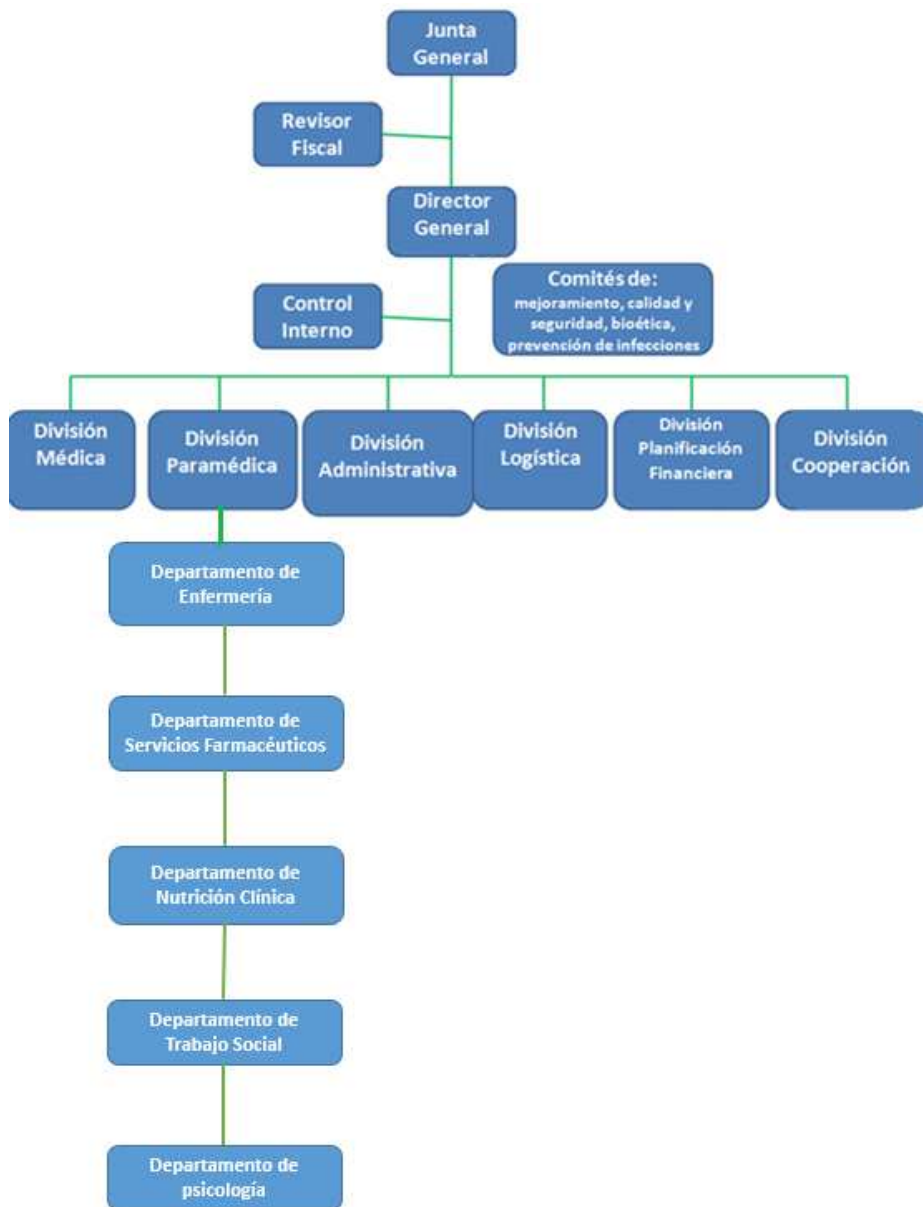 Junta
General
Revisor
Fiscal
Director
General
Control
Interno
Comités de:
mejoramiento, calidad y
seguridad, bioética,
prevención de infecciones
División
Médica
División
Paramédica
División
Administrativa
División
Logística
División
Planificación
Financiera
División
Cooperación
Departamento de
Enfermería
Departamento de
Servicios Farmacéuticos
Departamento de
Nutrición Clínica
Departamento de
Trabajo Social
Departamento de
psicología